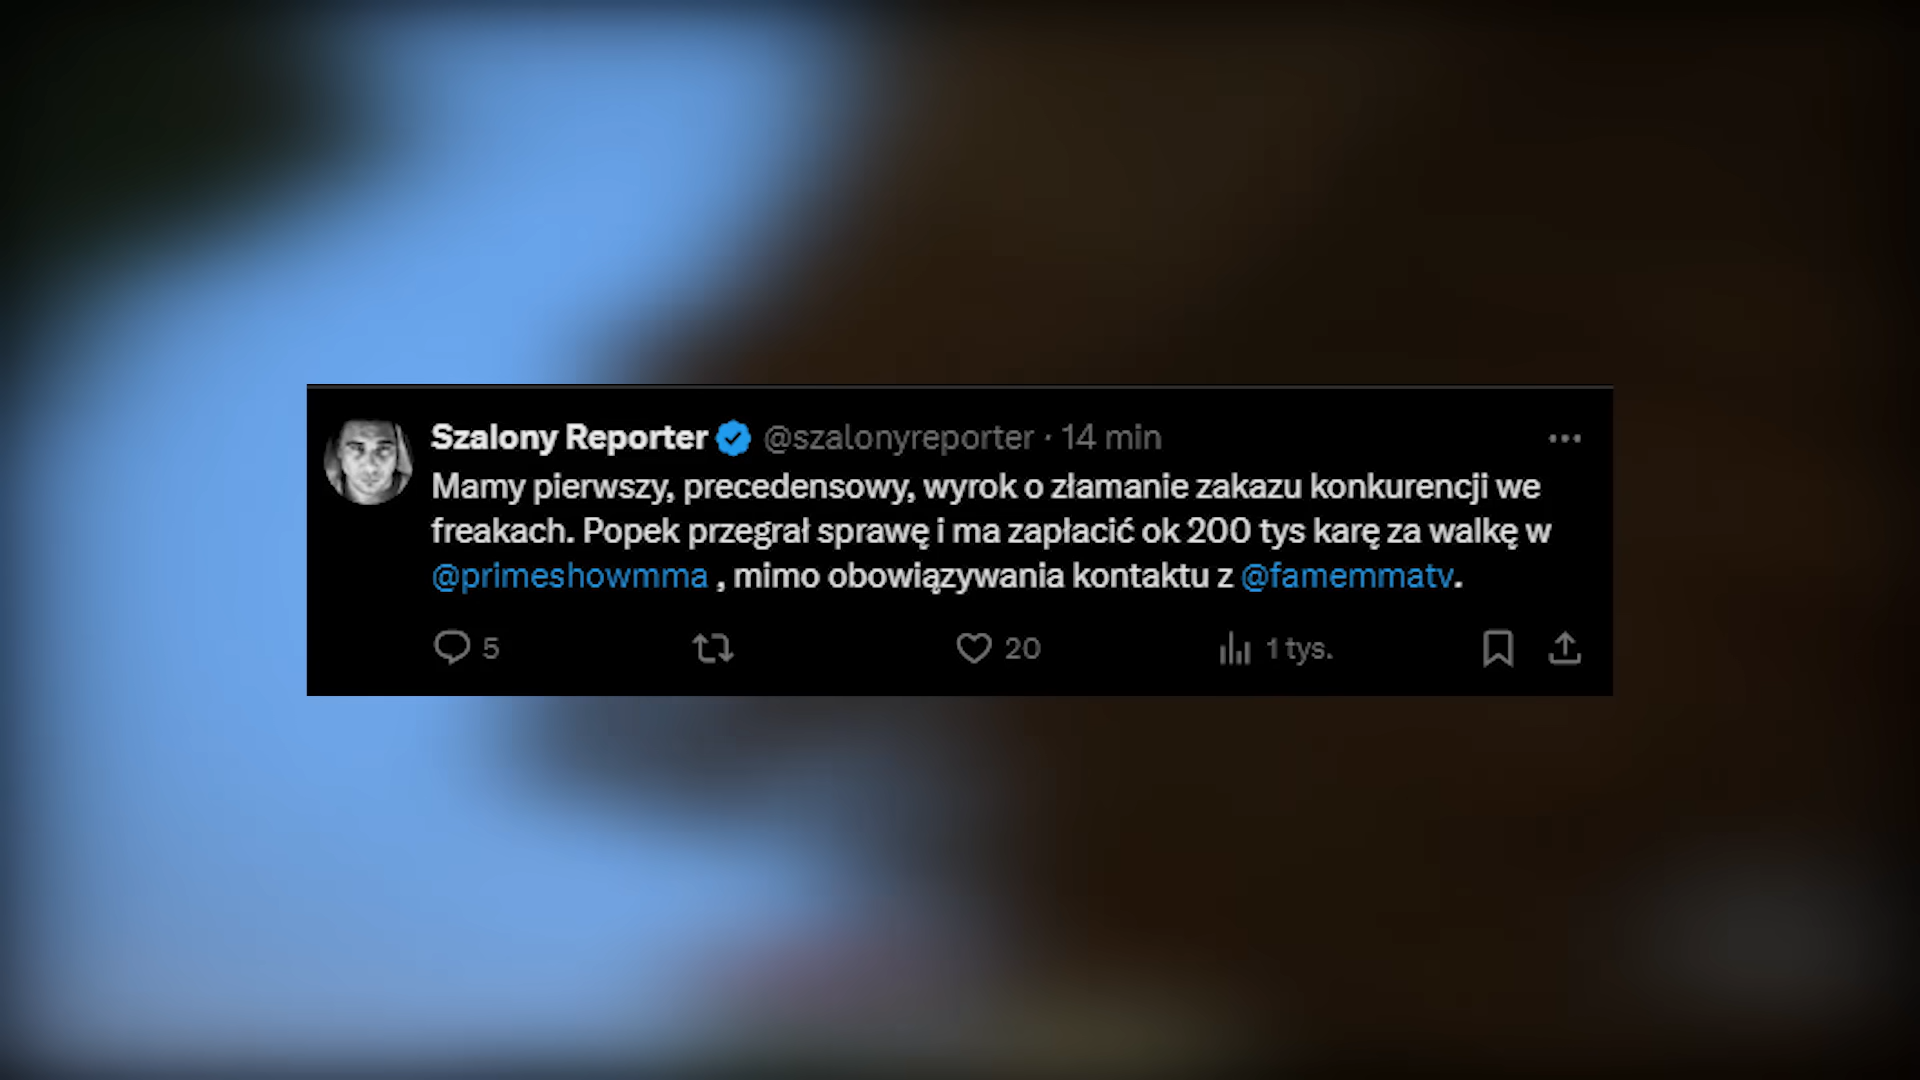 Szalony Reporter @szalonyreporter · 14 min
Mamy pierwszy, precedensowy, wyrok o złamanie zakazu konkurencji we
freakach. Popek przegrał sprawę i ma zapłacić ok 200 tys karę za walkę w
@primeshowmma , mimo obowiązywania kontaktu z @famemmatv.
5 20 1 tys.